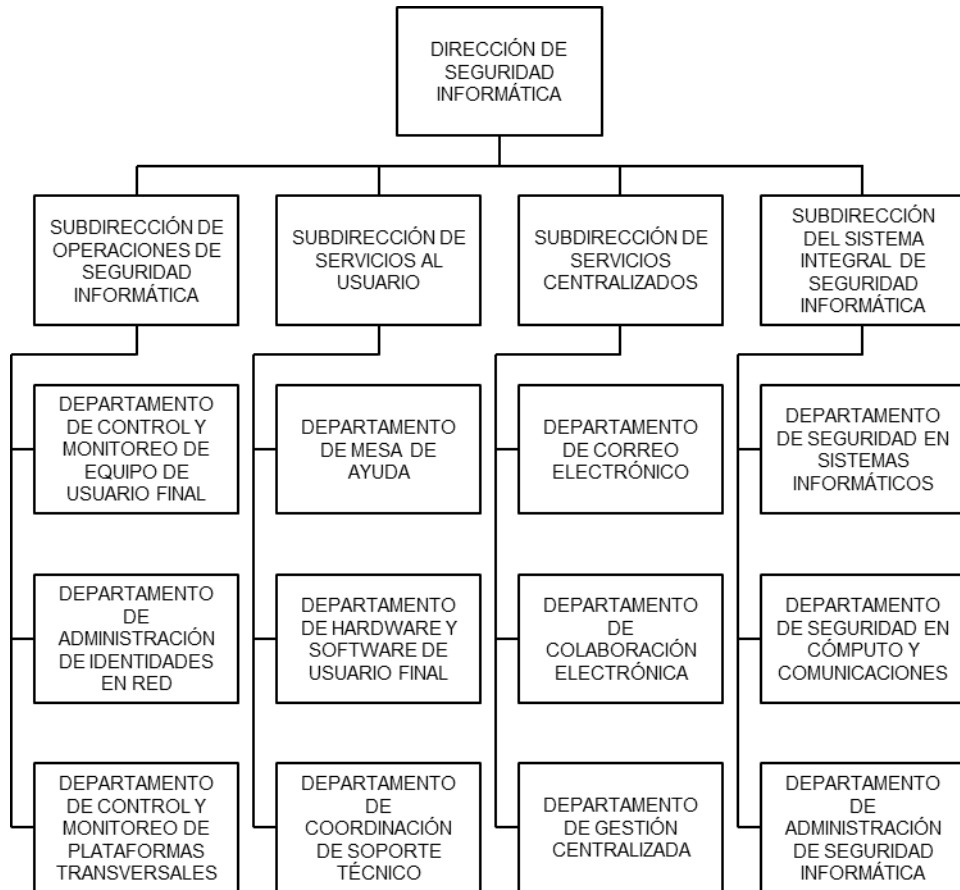 DIRECCIÓN DE
SEGURIDAD
INFORMÁTICA
SUBDIRECCIÓN DE
OPERACIONES DE
SEGURIDAD
INFORMÁTICA
SUBDIRECCIÓN DE
SERVICIOS AL
USUARIO
SUBDIRECCIÓN DE
SERVICIOS
CENTRALIZADOS
SUBDIRECCIÓN
DEL SISTEMA
INTEGRAL DE
SEGURIDAD
INFORMÁTICA
DEPARTAMENTO
DE CONTROL Y
MONITOREO DE
EQUIPO DE
USUARIO FINAL
DEPARTAMENTO
DE MESA DE
AYUDA
DEPARTAMENTO
DE CORREO
ELECTRÓNICO
DEPARTAMENTO
DE SEGURIDAD EN
SISTEMAS
INFORMÁTICOS
DEPARTAMENTO
DE
ADMINISTRACIÓN
DE IDENTIDADES
EN RED
DEPARTAMENTO
DE HARDWARE Y
SOFTWARE DE
USUARIO FINAL
DEPARTAMENTO
DE
COLABORACIÓN
ELECTRÓNICA
DEPARTAMENTO
DE SEGURIDAD EN
CÓMPUTO Y
COMUNICACIONES
DEPARTAMENTO
DE CONTROL Y
MONITOREO DE
PLATAFORMAS
TRANSVERSALES
DEPARTAMENTO
DE
COORDINACIÓN
DE SOPORTE
TÉCNICO
DEPARTAMENTO
DE GESTIÓN
CENTRALIZADA
DEPARTAMENTO
DE
ADMINISTRACIÓN
DE SEGURIDAD
INFORMÁTICA